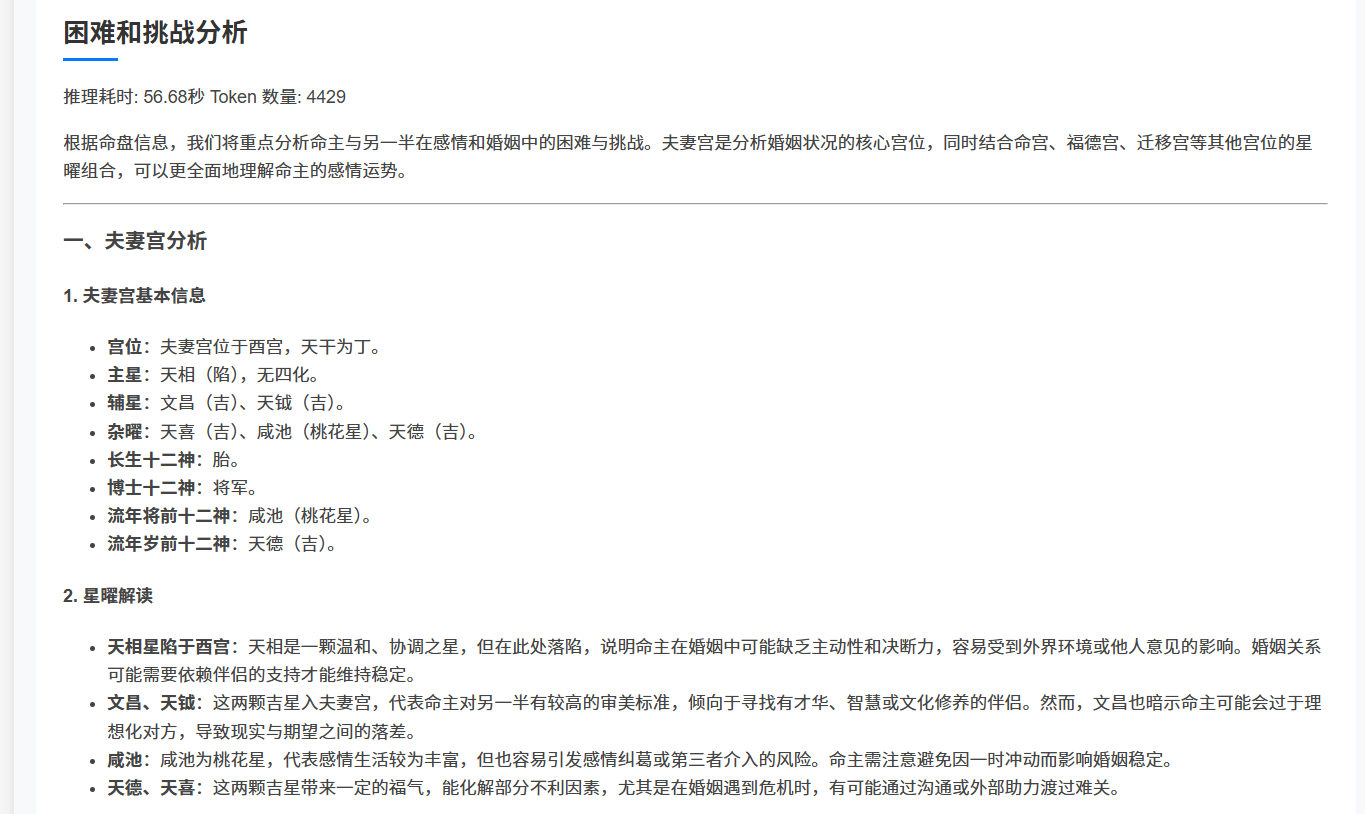 困难和挑战分析
推理耗时: 56.68秒 Token 数量: 4429
根据命盘信息，我们将重点分析命主与另一半在感情和婚姻中的困难与挑战。夫妻宫是分析婚姻状况的核心宫位，同时结合命宫、福德宫、迁移宫等其他宫位的星
曜组合，可以更全面地理解命主的感情运势。
一、夫妻宫分析
1. 夫妻宫基本信息
• 宫位：夫妻宫位于酉宫，天干为丁。
• 主星：天相（陷），无四化。
• 辅星：文昌（吉）、天钺（吉）。
• 杂曜：天喜（吉）、咸池（桃花星）、天德（吉）。
• 长生十二神：胎。
• 博士十二神：将军。
• 流年将前十二神：咸池（桃花星）。
• 流年岁前十二神：天德（吉）。
2. 星曜解读
• 天相星陷于酉宫：天相是一颗温和、协调之星，但在此处落陷，说明命主在婚姻中可能缺乏主动性和决断力，容易受到外界环境或他人意见的影响。婚姻关系
可能需要依赖伴侣的支持才能维持稳定。
• 文昌、天钺：这两颗吉星入夫妻宫，代表命主对另一半有较高的审美标准，倾向于寻找有才华、智慧或文化修养的伴侣。然而，文昌也暗示命主可能会过于理
想化对方，导致现实与期望之间的落差。
• 咸池：咸池为桃花星，代表感情生活较为丰富，但也容易引发感情纠葛或第三者介入的风险。命主需注意避免因一时冲动而影响婚姻稳定。
• 天德、天喜：这两颗吉星带来一定的福气，能化解部分不利因素，尤其是在婚姻遇到危机时，有可能通过沟通或外部助力渡过难关。